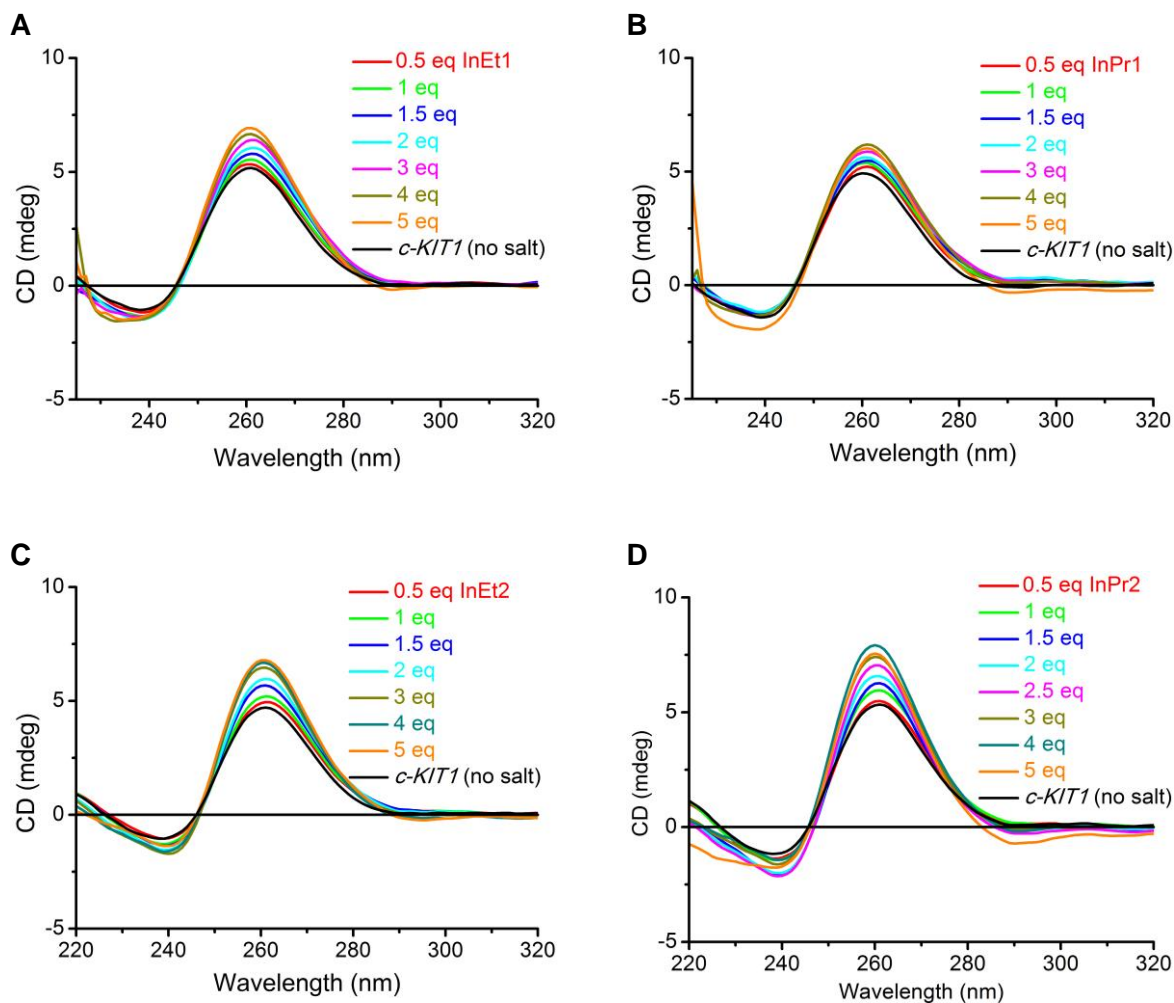 A
10
5
0
-5
CD (mdeg)
0.5 eq InEt1
1 eq
1.5 eq
2 eq
3 eq
4 eq
5 eq
c-KIT1 (no salt)
240 260 280 300 320
Wavelength (nm)
B
10
5
0
-5
CD (mdeg)
0.5 eq InPr1
1 eq
1.5 eq
2 eq
3 eq
4 eq
5 eq
c-KIT1 (no salt)
240 260 280 300 320
Wavelength (nm)
C
10
5
0
-5
CD (mdeg)
0.5 eq InEt2
1 eq
1.5 eq
2 eq
3 eq
4 eq
5 eq
c-KIT1 (no salt)
220 240 260 280 300 320
Wavelength (nm)
D
10
5
0
-5
CD (mdeg)
0.5 eq InPr2
1 eq
1.5 eq
2 eq
2.5 eq
3 eq
4 eq
5 eq
c-KIT1 (no salt)
220 240 260 280 300 320
Wavelength (nm)